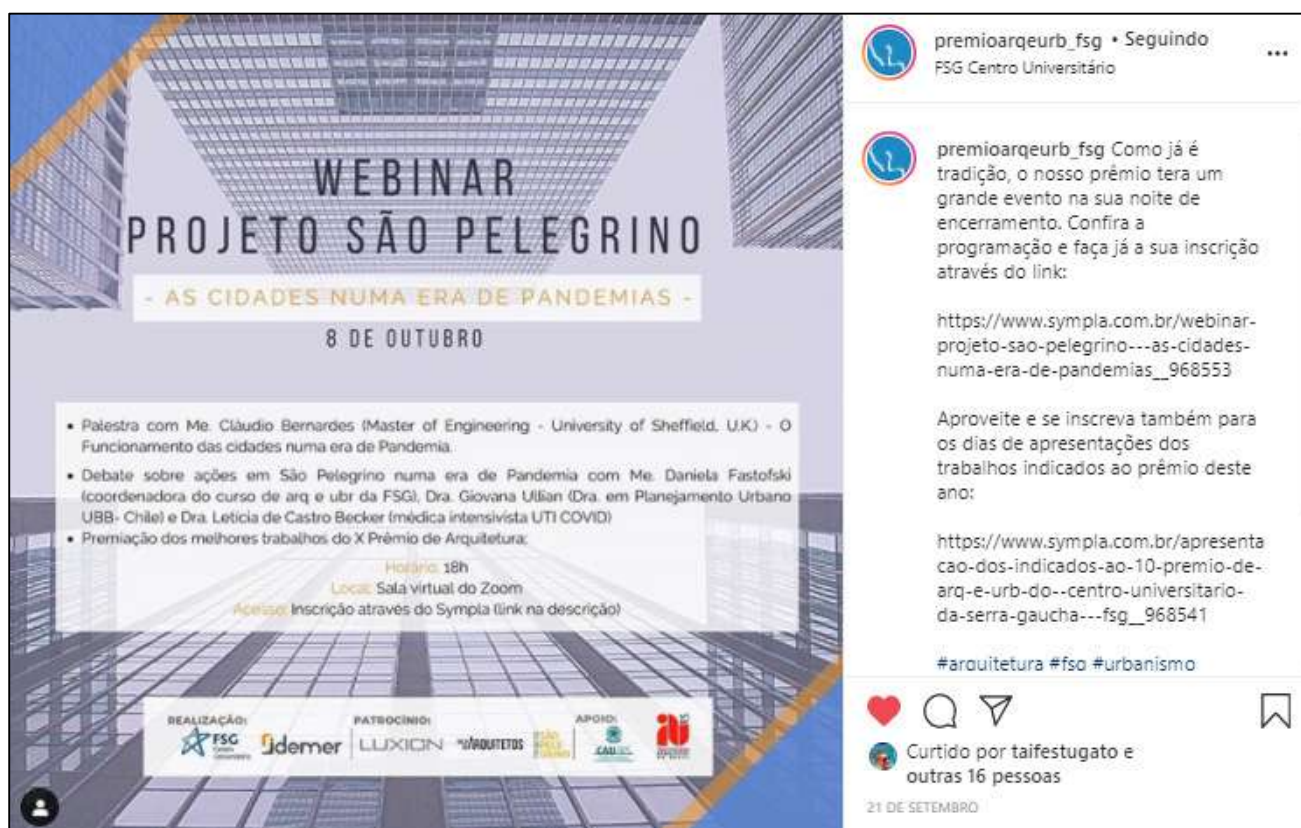 WEBINAR
PROJETO SÃO PELEGRINO
- AS CIDADES NUMA ERA DE PANDEMIAS -
8 DE OUTUBRO
• Palestra com Me. Cláudio Bernardes (Master of Engineering - University of Sheffield, U.K) - O
Funcionamento das cidades numa era de Pandemia.
• Debate sobre ações em São Pelegrino numa era de Pandemia com Me. Daniela Fastofski
(coordenadora do curso de arq e ubr da FSG), Dra. Giovana Ullian (Dra. em Planejamento Urbano
UBB- Chile) e Dra. Letícia de Castro Becker (médica intensivista UTI COVID)
• Premiação dos melhores trabalhos do X Prêmio de Arquitetura:
Horário: 18h
Local: Sala virtual do Zoom
Acesso: Inscrição através do Sympla (link na descrição)
REALIZAÇÃO:
FSG
Centro
Universitário
PATROCÍNIO:
LUXION
ARQUITETOS
APOIO:
CAU/RS
premioarqeurb_fsg • Seguindo
FSG Centro Universitário
premioarqeurb_fsg Como já é
tradição, o nosso prêmio tera um
grande evento na sua noite de
encerramento. Confira a
programação e faça já a sua inscrição
através do link:
https://www.sympla.com.br/webinar-
projeto-sao-pelegrino---as-cidades-
numa-era-de-pandemias__968553
Aproveite e se inscreva também para
os dias de apresentações dos
trabalhos indicados ao prêmio deste
ano:
https://www.sympla.com.br/apresenta
cao-dos-indicados-ao-10-premio-de-
arq-e-urb-do--centro-universitario-
da-serra-gaucha---fsg__968541
#arquitetura #fsg #urbanismo
Curtido por taifestugato e
outras 16 pessoas
21 DE SETEMBRO